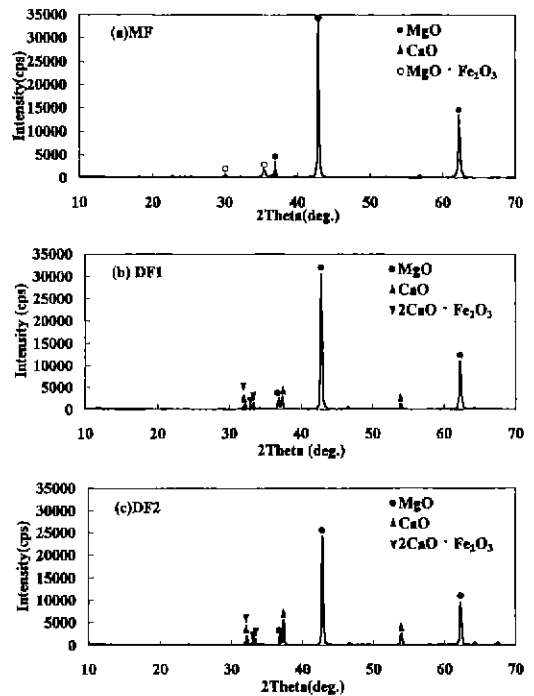 (a)MF
MgO
CaO
MgO · Fe₂O₃
Intensity(cps)
35000
30000
25000
20000
15000
10000
5000
0
10 20 30 40 50 60 70
2Theta(deg.)
(b) DF1
MgO
CaO
2CaO · Fe₂O₃
Intensity (cps)
35000
30000
25000
20000
15000
10000
5000
0
10 20 30 40 50 60 70
2Theta (deg.)
(c)DF2
MgO
CaO
2CaO · Fe₂O₃
Intensity(cps)
35000
30000
25000
20000
15000
10000
5000
0
10 20 30 40 50 60 70
2Theta(deg.)